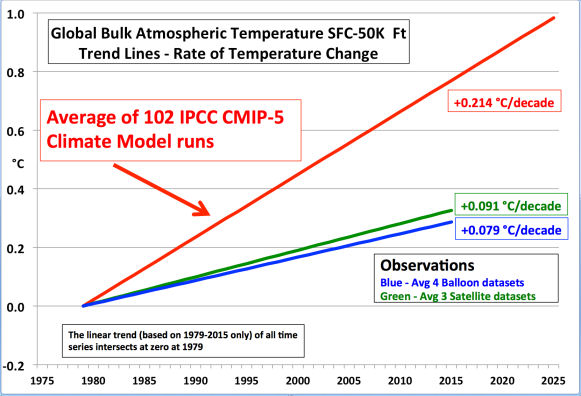 Global Bulk Atmospheric Temperature SFC-50K Ft
Trend Lines - Rate of Temperature Change
1.0
0.8
0.6
°C
0.4
0.2
0.0
-0.2
Average of 102 IPCC CMIP-5
Climate Model runs
+0.214 °C/decade
+0.091 °C/decade
+0.079 °C/decade
Observations
Blue - Avg 4 Balloon datasets
Green - Avg 3 Satellite datasets
The linear trend (based on 1979-2015 only) of all time
series intersects at zero at 1979
1975 1980 1985 1990 1995 2000 2005 2010 2015 2020 2025